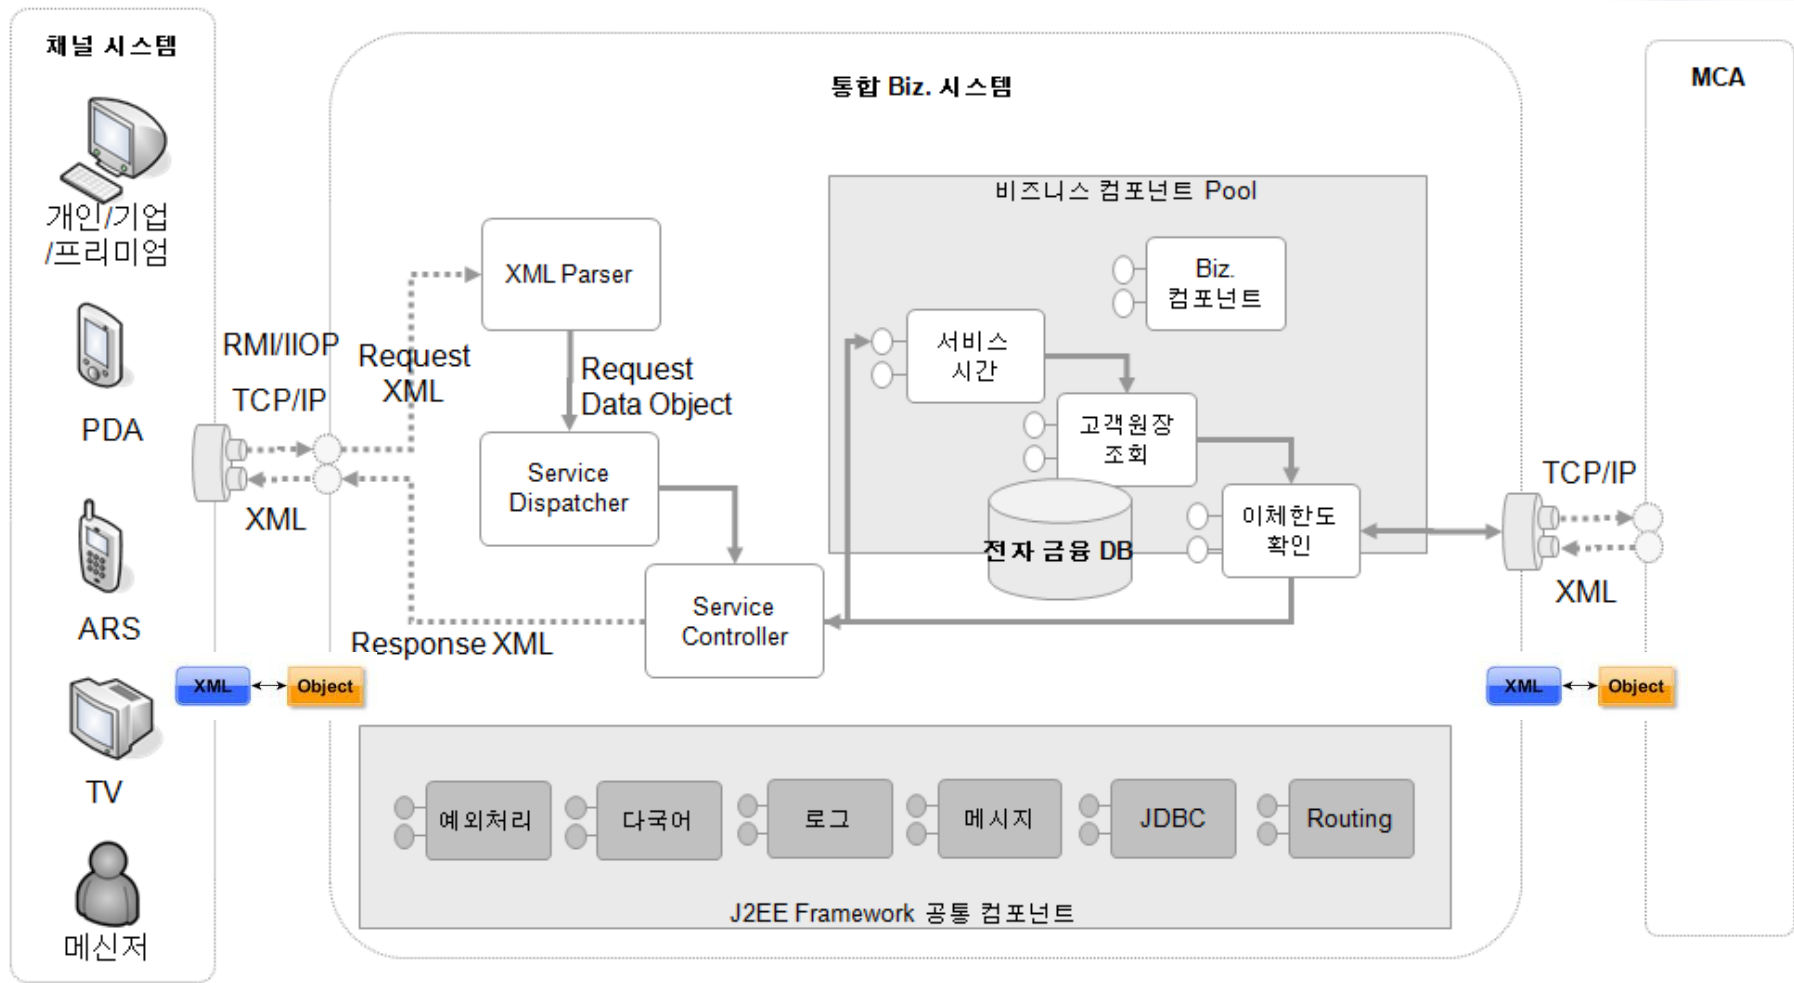 채널 시스템
개인/기업
/프리미엄
PDA
ARS
TV
메신저
RMI/IIOP
TCP/IP
XML
XML
Object
통합 Biz. 시스템
Request
XML
XML Parser
Request
Data Object
Service
Dispatcher
Service
Controller
Response XML
비즈니스 컴포넌트 Pool
Biz.
컴포넌트
서비스
시간
고객원장
조회
이체한도
확인
전자 금융 DB
예외처리
다국어
로그
메시지
JDBC
Routing
J2EE Framework 공통 컴포넌트
MCA
TCP/IP
XML
XML
Object